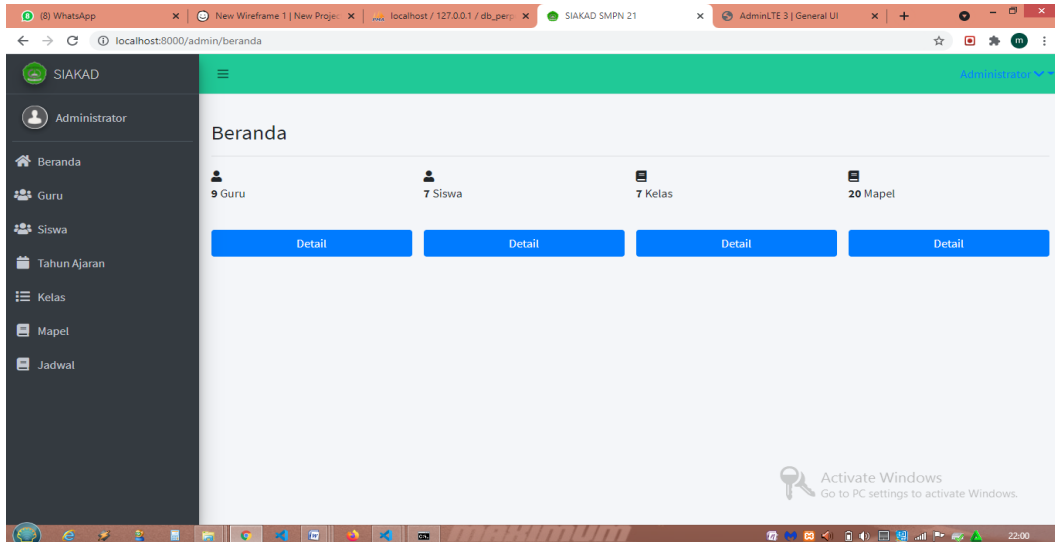 (8) WhatsApp
New Wireframe 1 | New Projec
localhost / 127.0.0.1 / db_perp
SIAKAD SMPN 21
AdminLTE 3 | General UI
localhost:8000/admin/beranda
m
SIAKAD
Administrator
Administrator
Beranda
Beranda
9 Guru
7 Siswa
7 Kelas
20 Mapel
Guru
Siswa
Detail
Detail
Detail
Detail
Tahun Ajaran
Kelas
Mapel
Jadwal
Activate Windows
Go to PC settings to activate Windows.
maximum
22:00